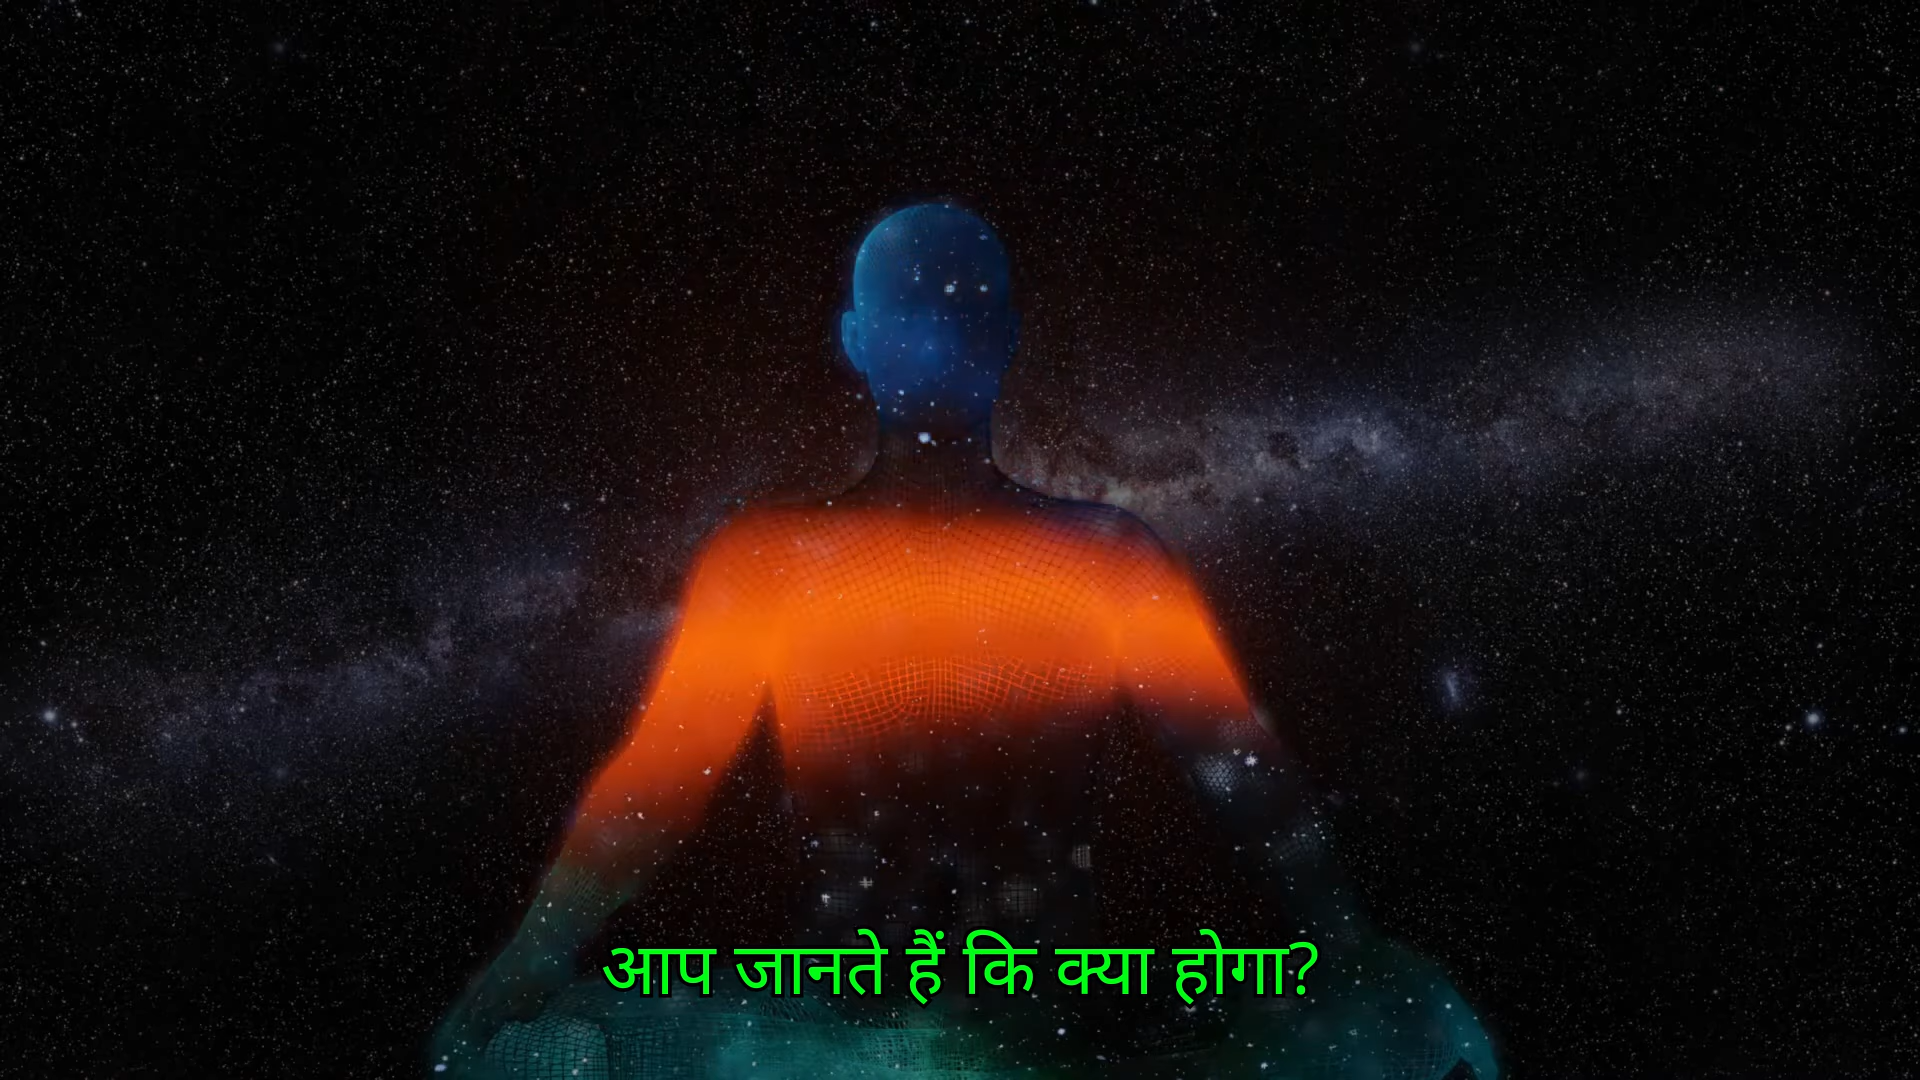 आप जानते हैं कि क्या होगा?